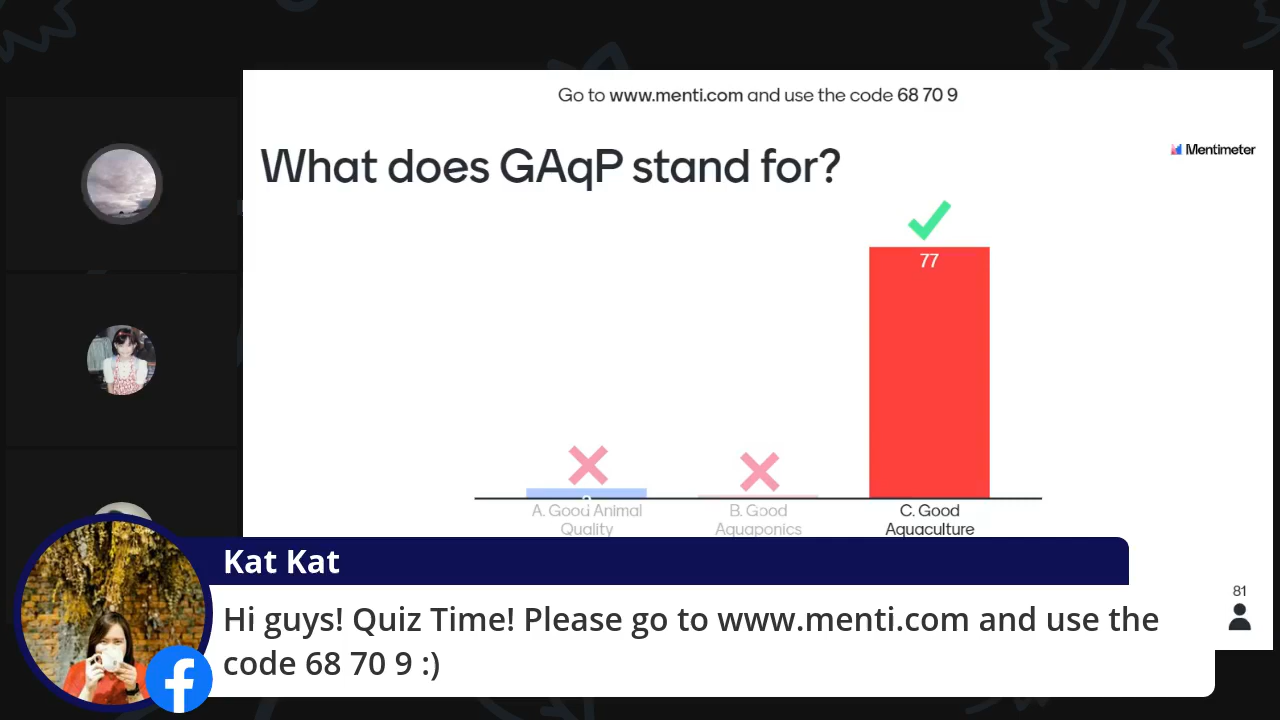 Go to www.menti.com and use the code 68 70 9
What does GAqP stand for?
Mentimeter
77
A. Good Animal
Quality
B. Good
Aquaponics
C. Good
Aquaculture
81
Kat Kat
Hi guys! Quiz Time! Please go to www.menti.com and use the
code 68 70 9 :)